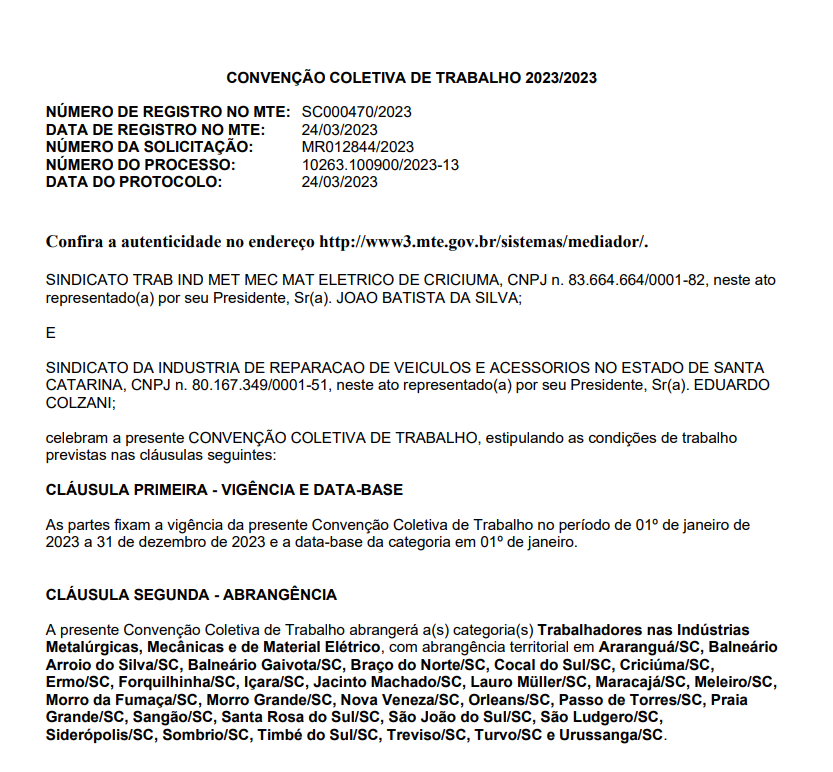 CONVENÇÃO COLETIVA DE TRABALHO 2023/2023
NÚMERO DE REGISTRO NO MTE: SC000470/2023
DATA DE REGISTRO NO MTE: 24/03/2023
NÚMERO DA SOLICITAÇÃO: MR012844/2023
NÚMERO DO PROCESSO: 10263.100900/2023-13
DATA DO PROTOCOLO: 24/03/2023
Confira a autenticidade no endereço http://www3.mte.gov.br/sistemas/mediador/.
SINDICATO TRAB IND MET MEC MAT ELETRICO DE CRICIUMA, CNPJ n. 83.664.664/0001-82, neste ato
representado(a) por seu Presidente, Sr(a). JOAO BATISTA DA SILVA;
E
SINDICATO DA INDUSTRIA DE REPARACAO DE VEICULOS E ACESSORIOS NO ESTADO DE SANTA
CATARINA, CNPJ n. 80.167.349/0001-51, neste ato representado(a) por seu Presidente, Sr(a). EDUARDO
COLZANI;
celebram a presente CONVENÇÃO COLETIVA DE TRABALHO, estipulando as condições de trabalho
previstas nas cláusulas seguintes:
CLÁUSULA PRIMEIRA - VIGÊNCIA E DATA-BASE
As partes fixam a vigência da presente Convenção Coletiva de Trabalho no período de 01º de janeiro de
2023 a 31 de dezembro de 2023 e a data-base da categoria em 01º de janeiro.
CLÁUSULA SEGUNDA - ABRANGÊNCIA
A presente Convenção Coletiva de Trabalho abrangerá a(s) categoria(s) Trabalhadores nas Indústrias
Metalúrgicas, Mecânicas e de Material Elétrico, com abrangência territorial em Araranguá/SC, Balneário
Arroio do Silva/SC, Balneário Gaivota/SC, Braço do Norte/SC, Cocal do Sul/SC, Criciúma/SC,
Ermo/SC, Forquilhinha/SC, Içara/SC, Jacinto Machado/SC, Lauro Müller/SC, Maracajá/SC, Meleiro/SC,
Morro da Fumaça/SC, Morro Grande/SC, Nova Veneza/SC, Orleans/SC, Passo de Torres/SC, Praia
Grande/SC, Sangão/SC, Santa Rosa do Sul/SC, São João do Sul/SC, São Ludgero/SC,
Siderópolis/SC, Sombrio/SC, Timbé do Sul/SC, Treviso/SC, Turvo/SC e Urussanga/SC.